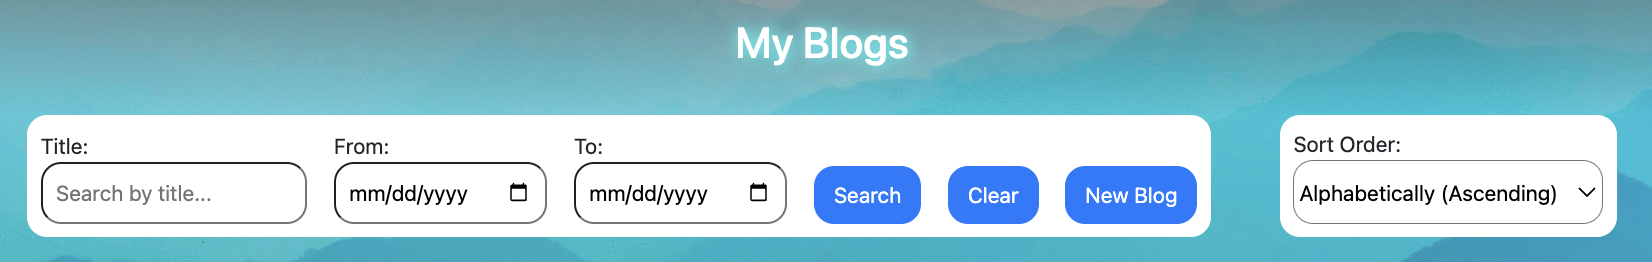 My Blogs
Title: From: To: Sort Order:
Search by title... mm/dd/yyyy mm/dd/yyyy Search Clear New Blog Alphabetically (Ascending)